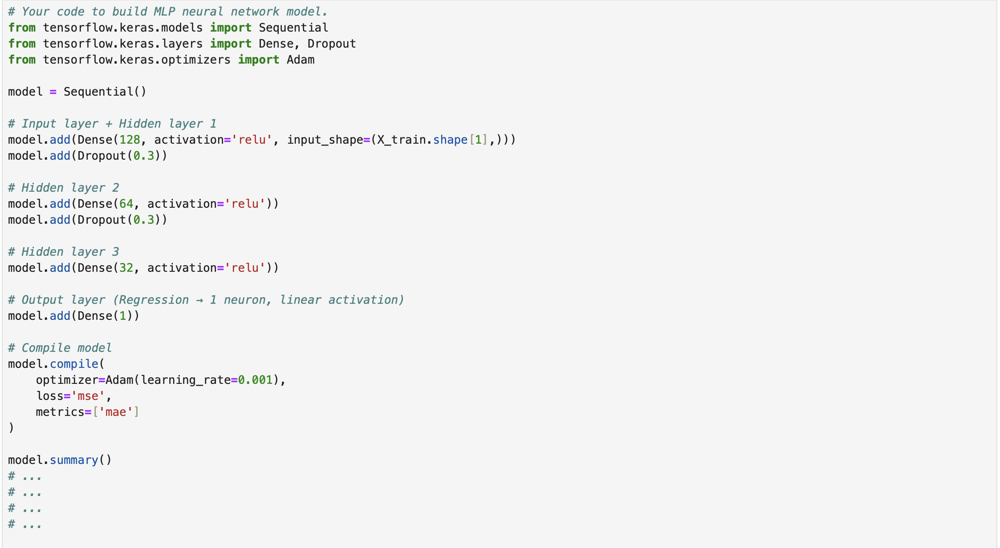 # Your code to build MLP neural network model.
from tensorflow.keras.models import Sequential
from tensorflow.keras.layers import Dense, Dropout
from tensorflow.keras.optimizers import Adam

model = Sequential()

# Input layer + Hidden layer 1
model.add(Dense(128, activation='relu', input_shape=(X_train.shape[1],)))
model.add(Dropout(0.3))

# Hidden layer 2
model.add(Dense(64, activation='relu'))
model.add(Dropout(0.3))

# Hidden layer 3
model.add(Dense(32, activation='relu'))

# Output layer (Regression → 1 neuron, linear activation)
model.add(Dense(1))

# Compile model
model.compile(
    optimizer=Adam(learning_rate=0.001),
    loss='mse',
    metrics=['mae']
)

model.summary()
# ...
# ...
# ...
# ...